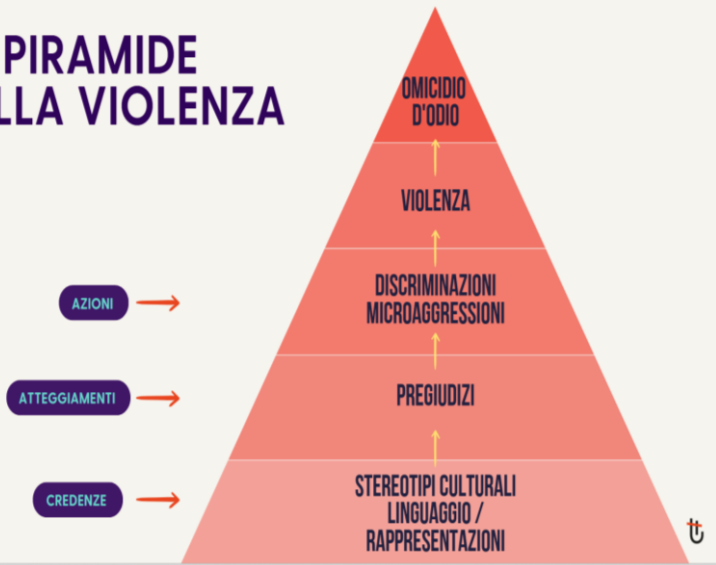 PIRAMIDE
LLA VIOLENZA
OMICIDIO
D'ODIO
VIOLENZA
AZIONI
DISCRIMINAZIONI
MICROAGGRESSIONI
ATTEGGIAMENTI
PREGIUDIZI
CREDENZE
STEREOTIPI CULTURALI
LINGUAGGIO /
RAPPRESENTAZIONI